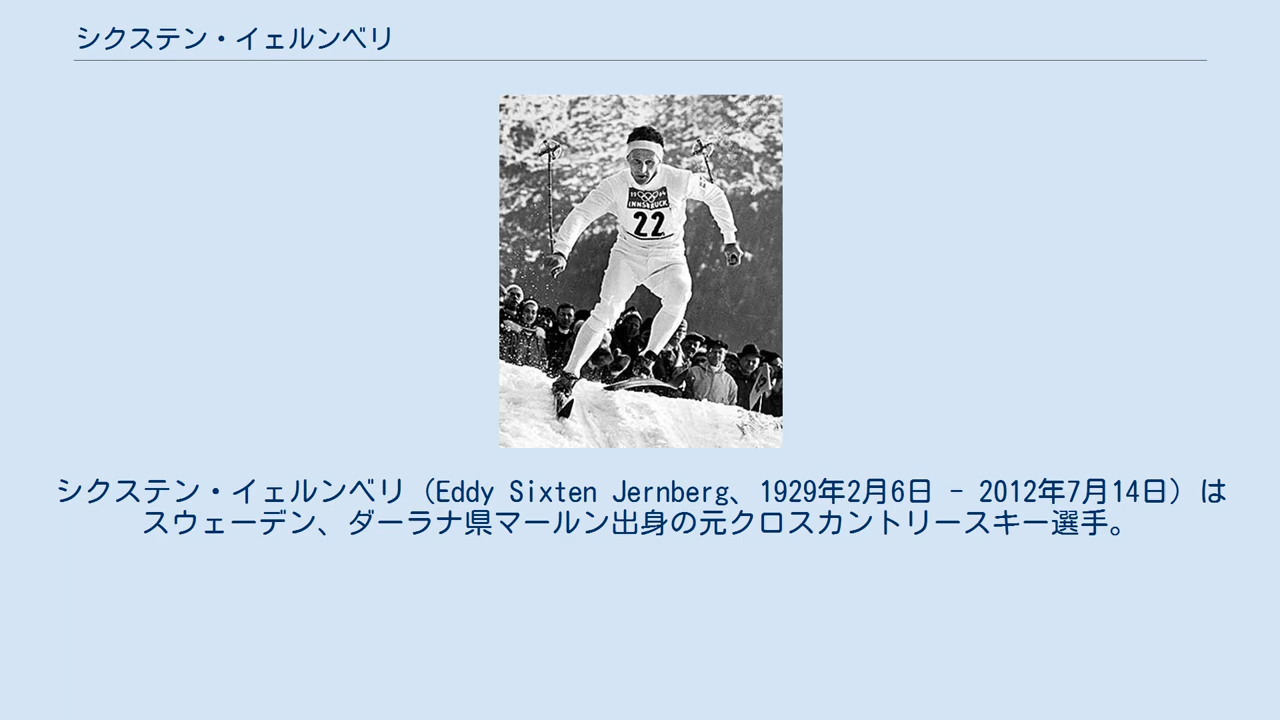 シクステン・イェルンベリ
19 64
INNSBRUCK
22
シクステン・イェルンベリ（Eddy Sixten Jernberg、1929年2月6日 - 2012年7月14日）は
スウェーデン、ダーラナ県マールン出身の元クロスカントリースキー選手。